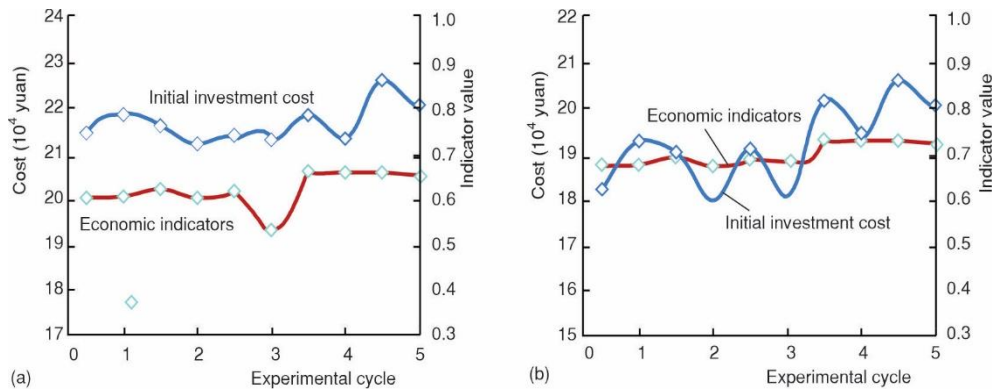 24
23
22
21
20
19
18
17
Cost (10⁴ yuan)
Initial investment cost
Economic indicators
1.0
0.9
0.8
0.7
0.6
0.5
0.4
0.3
Indicator value
0 1 2 3 4 5
Experimental cycle
(a)
22
21
20
19
18
17
16
15
Cost (10⁴ yuan)
Economic indicators
Initial investment cost
1.0
0.9
0.8
0.7
0.6
0.5
0.4
0.3
Indicator value
0 1 2 3 4 5
Experimental cycle
(b)